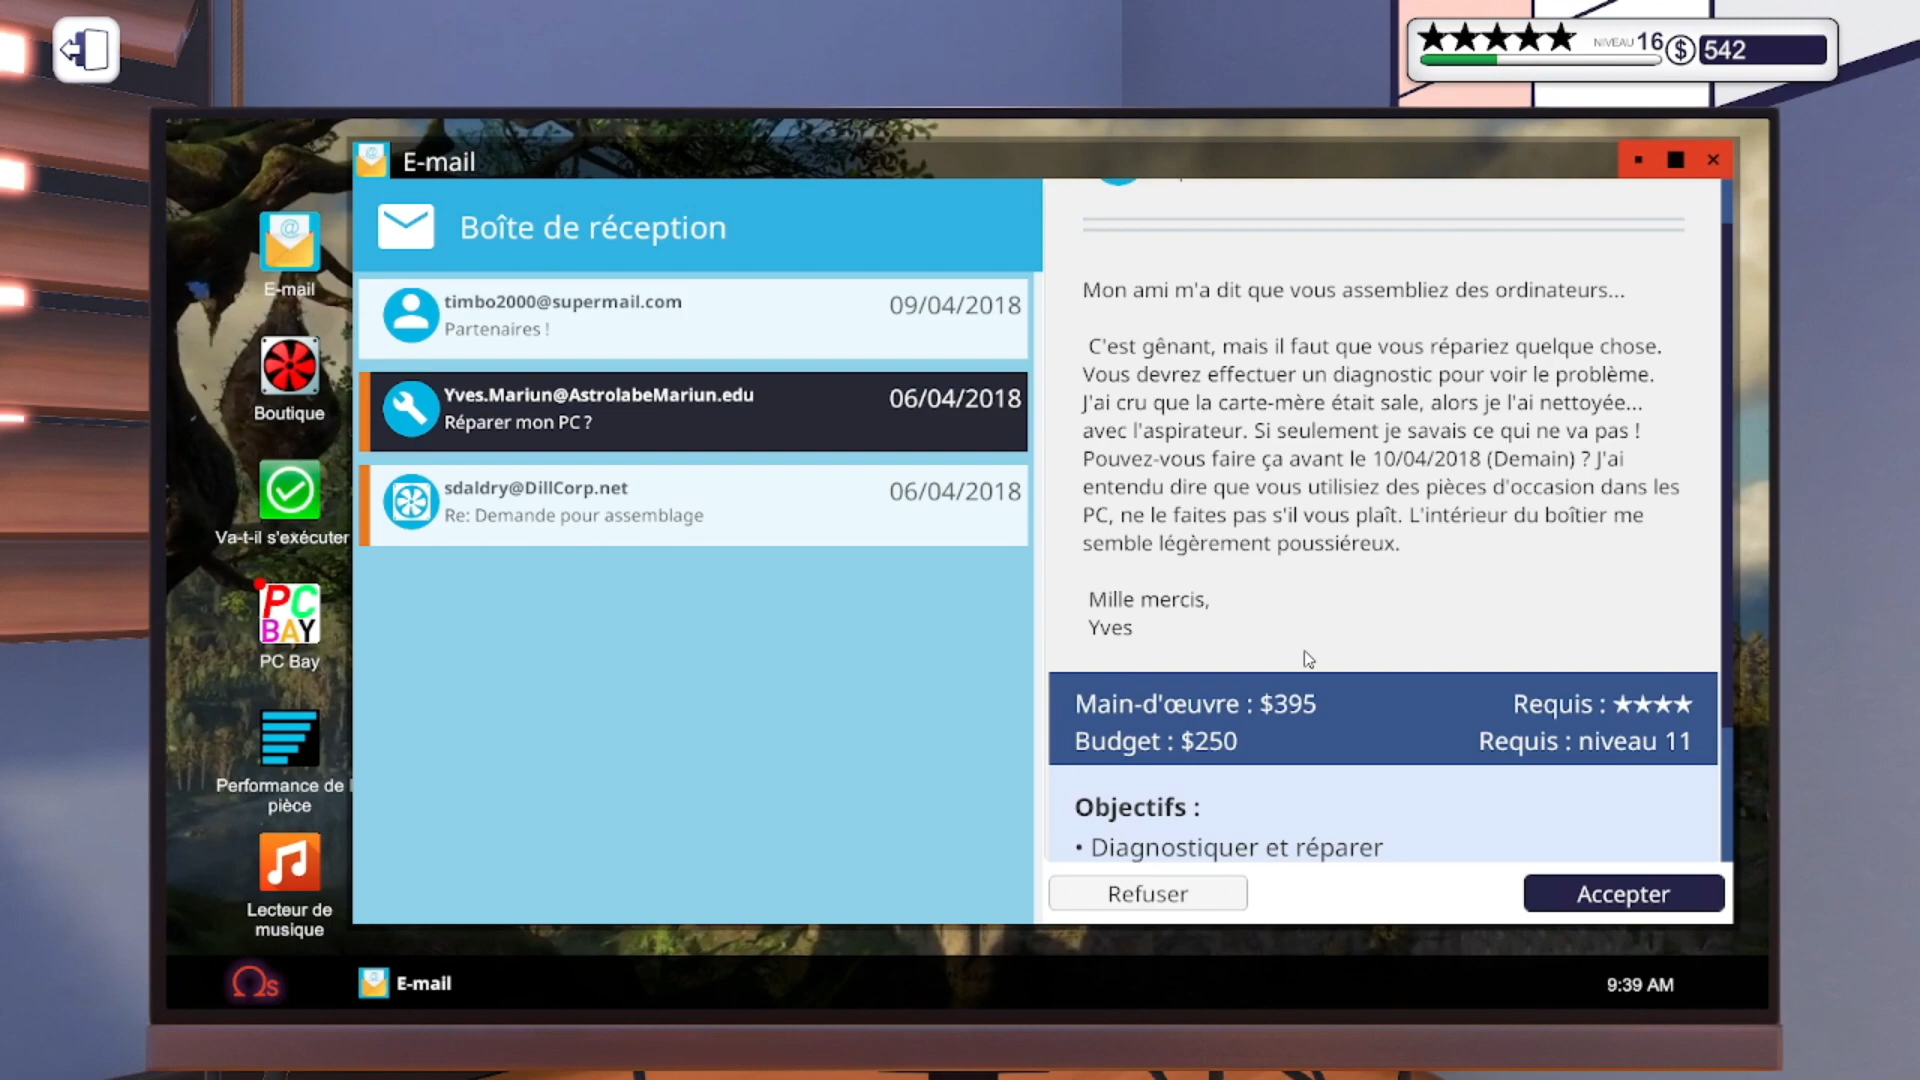 NIVEAU 16
$ 542
E-mail
Boîte de réception
timbo2000@supermail.com
09/04/2018
Partenaires !
Yves.Mariun@AstrolabeMariun.edu
06/04/2018
Réparer mon PC ?
sdaldry@DillCorp.net
06/04/2018
Re: Demande pour assemblage
Mon ami m'a dit que vous assembliez des ordinateurs...
C'est gênant, mais il faut que vous répariez quelque chose.
Vous devrez effectuer un diagnostic pour voir le problème.
J'ai cru que la carte-mère était sale, alors je l'ai nettoyée...
avec l'aspirateur. Si seulement je savais ce qui ne va pas !
Pouvez-vous faire ça avant le 10/04/2018 (Demain) ? J'ai
entendu dire que vous utilisiez des pièces d'occasion dans les
PC, ne le faites pas s'il vous plaît. L'intérieur du boîtier me
semble légèrement poussiéreux.
Mille mercis,
Yves
Main-d'œuvre : $395
Requis : ★★★★
Budget : $250
Requis : niveau 11
Objectifs :
• Diagnostiquer et réparer
Refuser
Accepter
E-mail
Boutique
Va-t-il s'exécuter
PC
BAY
PC Bay
Performance de l
pièce
Lecteur de
musique
Ωs
E-mail
9:39 AM